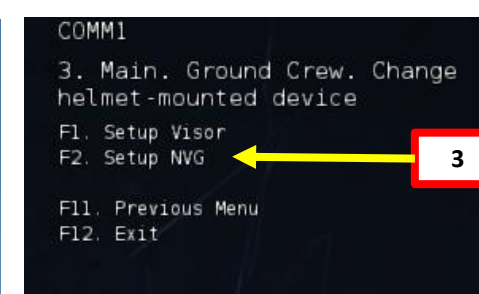 COMM1
3. Main. Ground Crew. Change
helmet-mounted device
F1. Setup Visor
F2. Setup NVG
3
F11. Previous Menu
F12. Exit